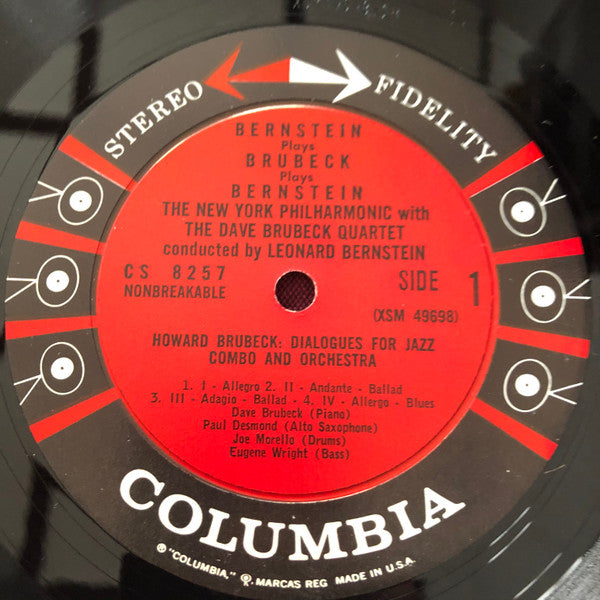 STEREO FIDELITY
BERNSTEIN
Plays
BRUBECK
Plays
BERNSTEIN
THE NEW YORK PHILHARMONIC with
THE DAVE BRUBECK QUARTET
conducted by LEONARD BERNSTEIN
CS 8257
NONBREAKABLE
SIDE 1
(XSM 49698)
HOWARD BRUBECK: DIALOGUES FOR JAZZ
COMBO AND ORCHESTRA
1. I - Allegro 2. II - Andante - Ballad
3. III - Adagio - Ballad - 4. IV - Allergo - Blues
Dave Brubeck (Piano)
Paul Desmond (Alto Saxophone)
Joe Morello (Drums)
Eugene Wright (Bass)
COLUMBIA
® "COLUMBIA," MARCAS REG MADE IN U.S.A.